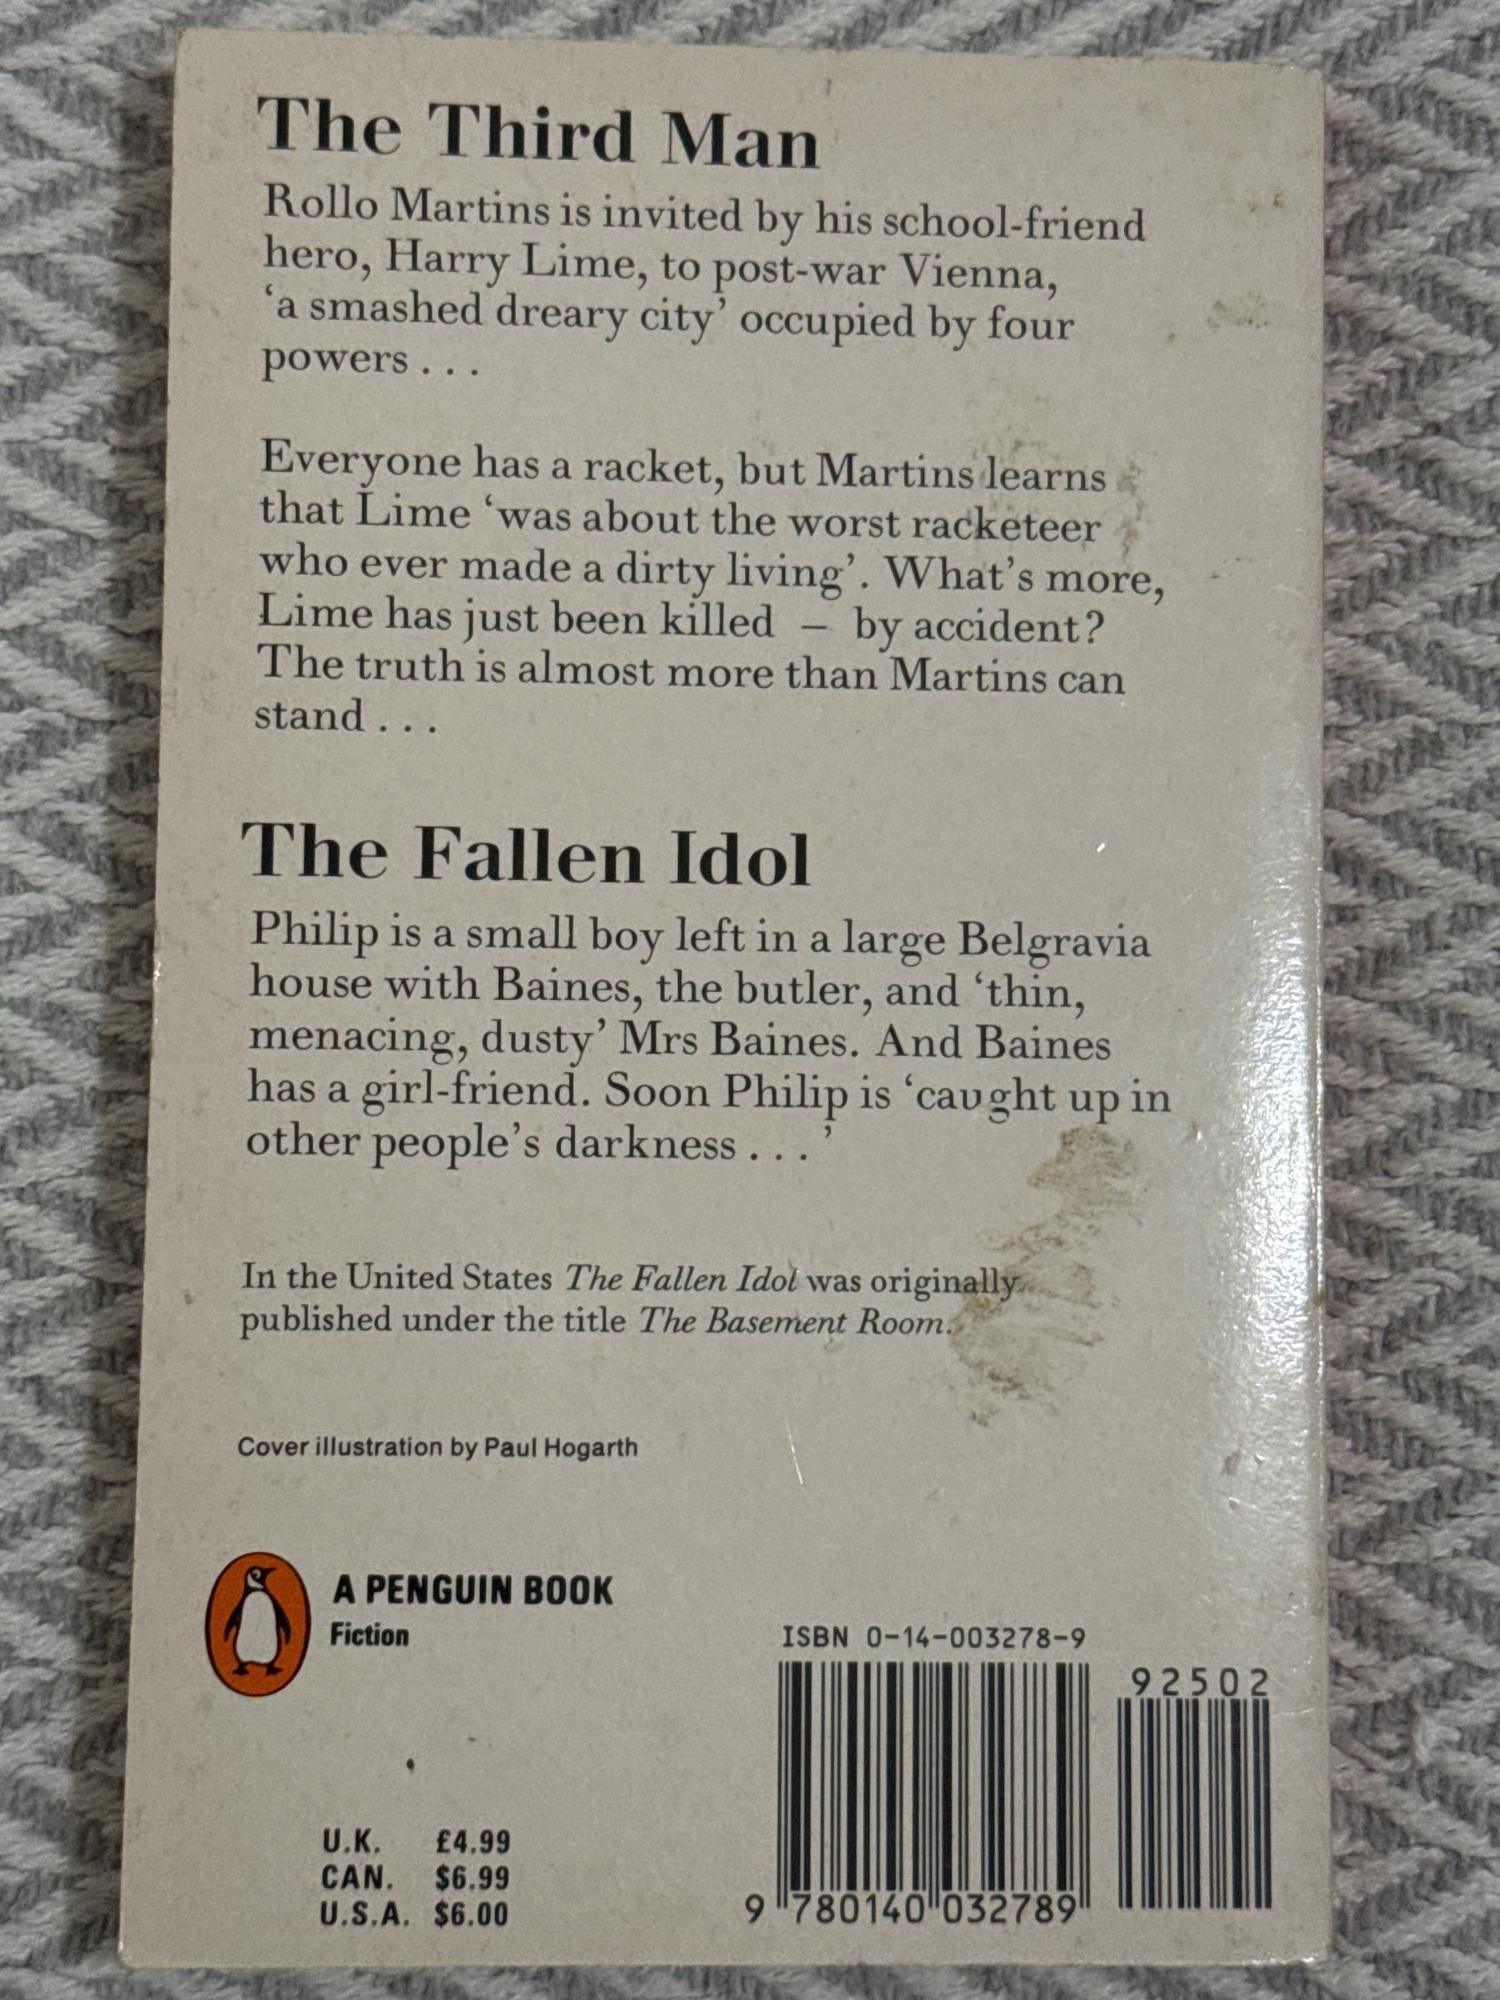 The Third Man
Rollo Martins is invited by his school-friend
hero, Harry Lime, to post-war Vienna,
‘a smashed dreary city’ occupied by four
powers . . .
Everyone has a racket, but Martins learns
that Lime ‘was about the worst racketeer
who ever made a dirty living’. What’s more,
Lime has just been killed – by accident?
The truth is almost more than Martins can
stand . . .
The Fallen Idol
Philip is a small boy left in a large Belgravia
house with Baines, the butler, and ‘thin,
menacing, dusty’ Mrs Baines. And Baines
has a girl-friend. Soon Philip is ‘caught up in
other people’s darkness . . . ’
In the United States The Fallen Idol was originally
published under the title The Basement Room.
Cover illustration by Paul Hogarth
A PENGUIN BOOK
Fiction
ISBN 0-14-003278-9
92502
9 780140 032789
U.K. £4.99
CAN. $6.99
U.S.A. $6.00